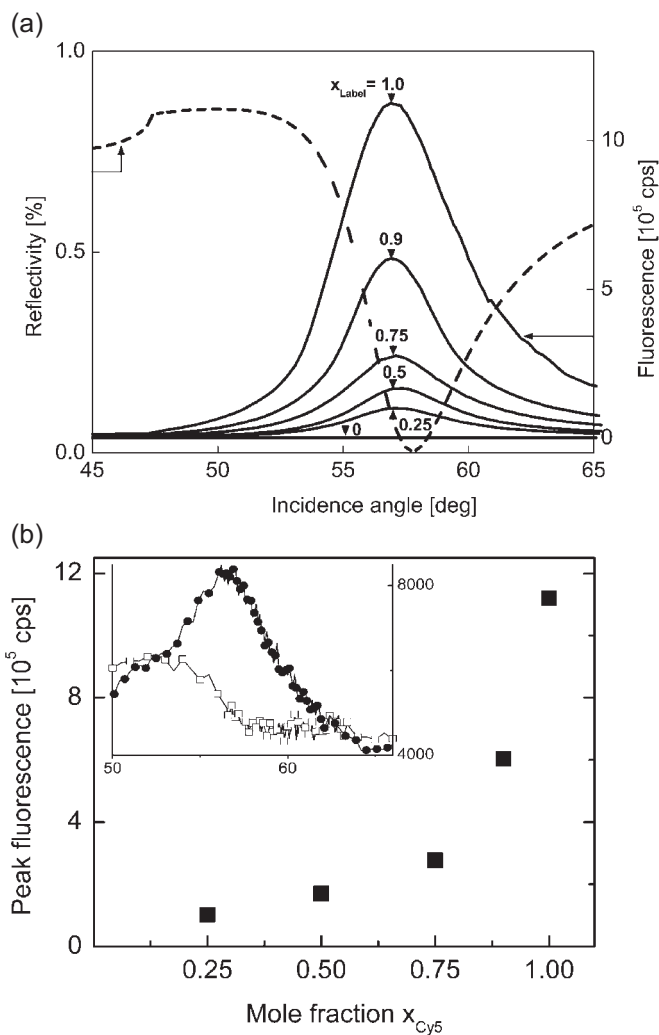 (a)
1.0
x_Label = 1.0
10
0.9
0.5
5
0.75
0.5
0.25
0
0.0
0
45 50 55 60 65
Reflectivity [%]
Fluorescence [10^5 cps]
Incidence angle [deg]
(b)
12
8
4
0
8000
4000
50 60
Peak fluorescence [10^5 cps]
0.25 0.50 0.75 1.00
Mole fraction x_Cy5